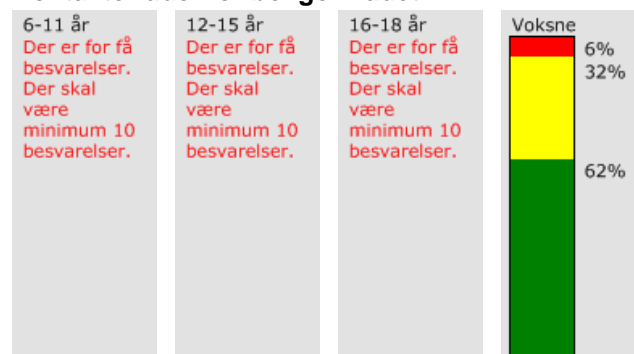 6-11 år
Der er for få
besvarelser.
Der skal
være
minimum 10
besvarelser.
12-15 år
Der er for få
besvarelser.
Der skal
være
minimum 10
besvarelser.
16-18 år
Der er for få
besvarelser.
Der skal
være
minimum 10
besvarelser.
Voksne
6%
32%
62%